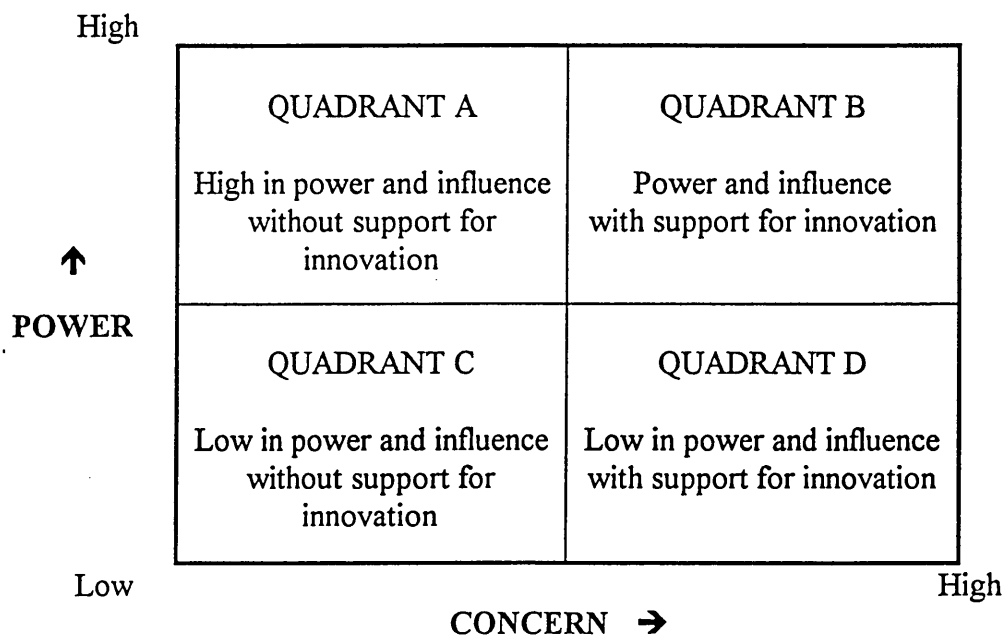 High
QUADRANT A
High in power and influence
without support for
innovation
QUADRANT B
Power and influence
with support for innovation
↑
POWER
QUADRANT C
Low in power and influence
without support for
innovation
QUADRANT D
Low in power and influence
with support for innovation
Low
High
CONCERN →